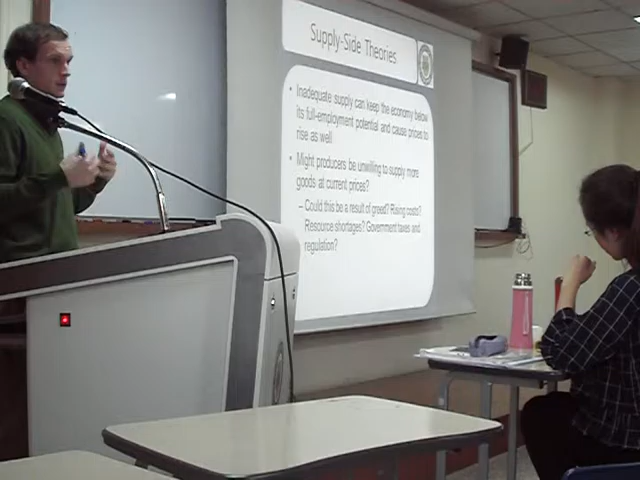 Supply-Side Theories
• Inadequate supply can keep the economy below
its full-employment potential and cause prices to
rise as well
• Might producers be unwilling to supply more
goods at current prices?
– Could this be a result of greed? Rising costs?
Resource shortages? Government taxes and
regulation?